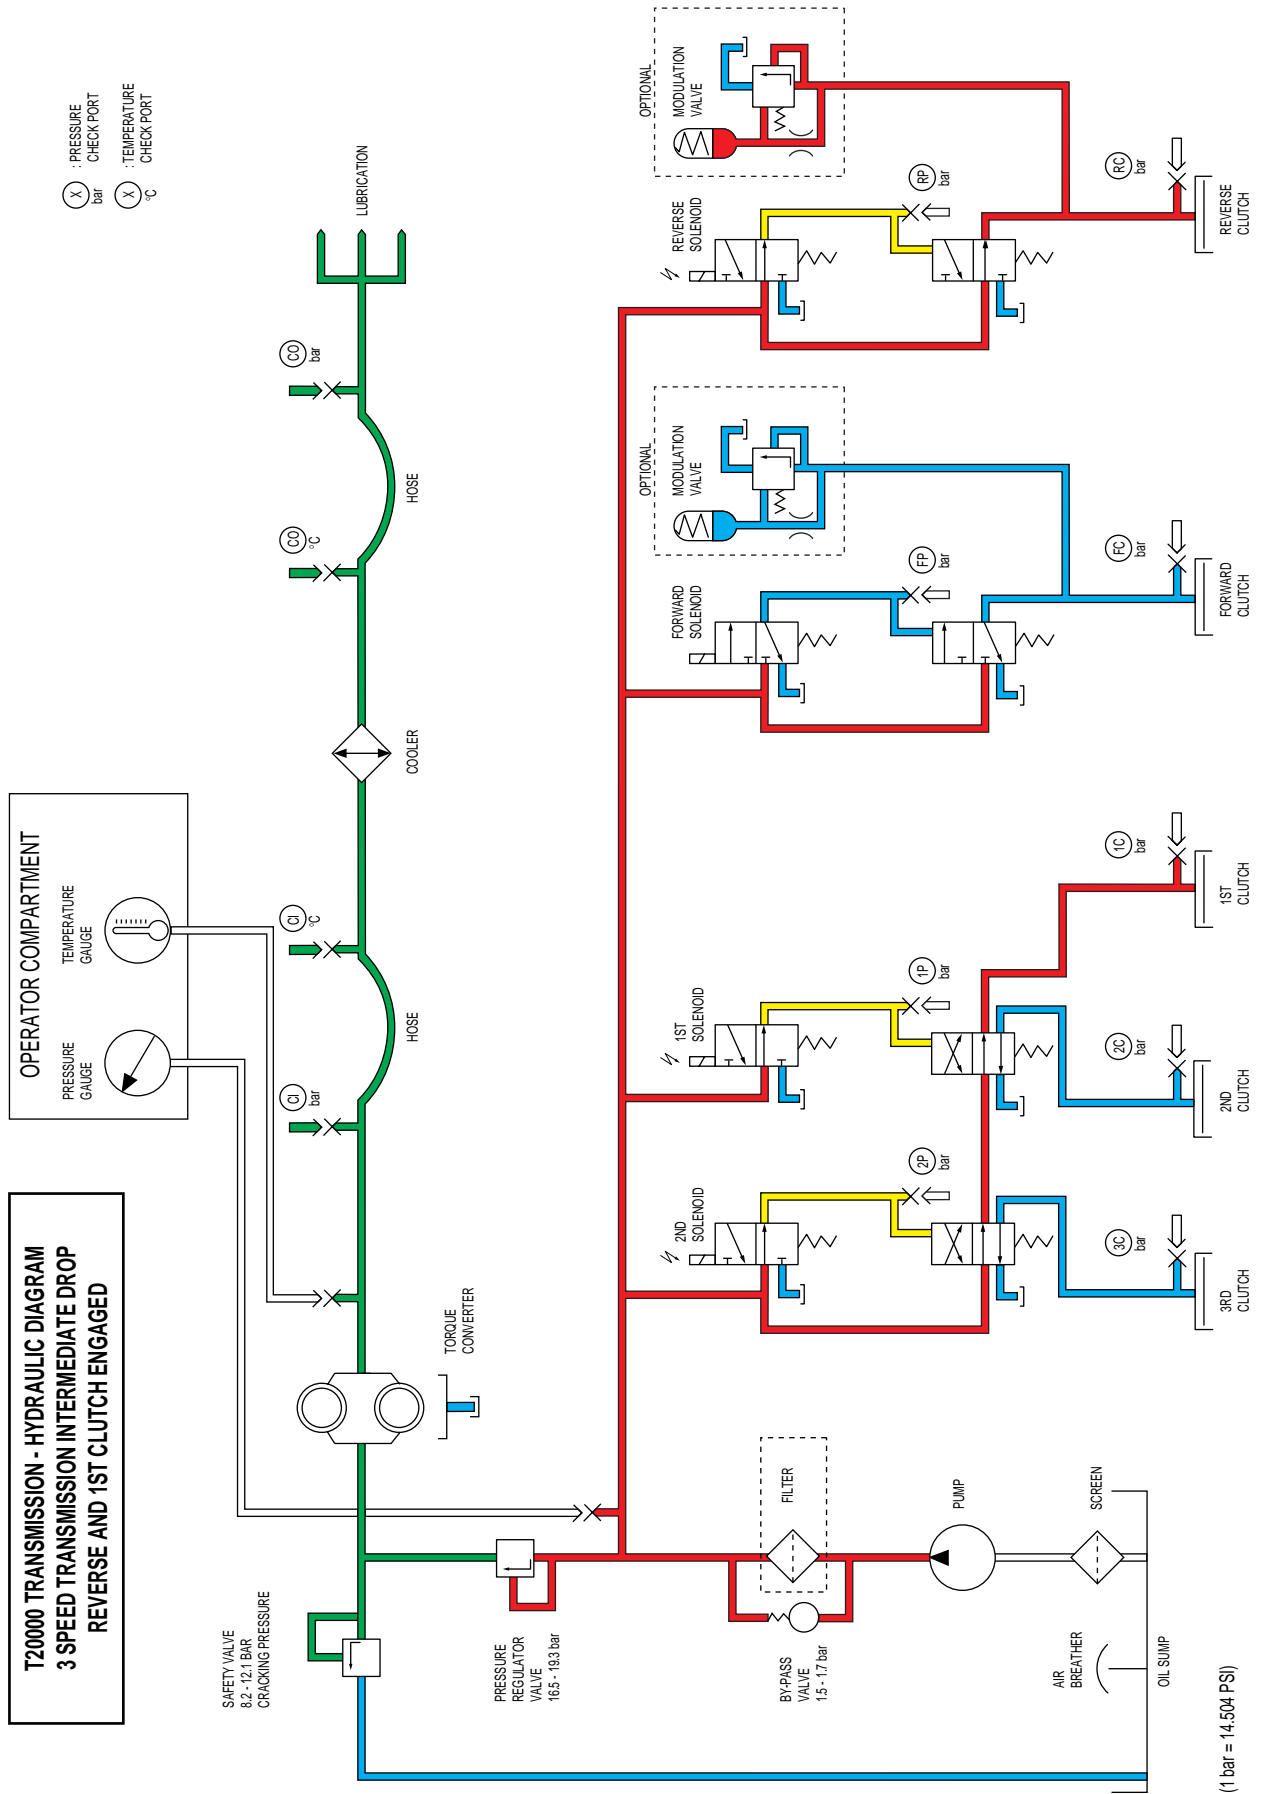 T20000 TRANSMISSION - HYDRAULIC DIAGRAM
3 SPEED TRANSMISSION INTERMEDIATE DROP
REVERSE AND 1ST CLUTCH ENGAGED
OPERATOR COMPARTMENT
PRESSURE
GAUGE
TEMPERATURE
GAUGE
X : PRESSURE
bar CHECK PORT
X : TEMPERATURE
°C CHECK PORT
SAFETY VALVE
8.2 - 12.1 BAR
CRACKING PRESSURE
CI
bar
CI
°C
CO
°C
CO
bar
LUBRICATION
HOSE
COOLER
HOSE
TORQUE
CONVERTER
PRESSURE
REGULATOR
VALVE
16.5 - 19.3 bar
2ND
SOLENOID
1ST
SOLENOID
FORWARD
SOLENOID
OPTIONAL
MODULATION
VALVE
REVERSE
SOLENOID
OPTIONAL
MODULATION
VALVE
BY-PASS
VALVE
1.5 - 1.7 bar
FILTER
2P
bar
1P
bar
FP
bar
RP
bar
PUMP
SCREEN
AIR
BREATHER
OIL SUMP
3C
bar
2C
bar
1C
bar
FC
bar
RC
bar
3RD
CLUTCH
2ND
CLUTCH
1ST
CLUTCH
FORWARD
CLUTCH
REVERSE
CLUTCH
(1 bar = 14.504 PSI)